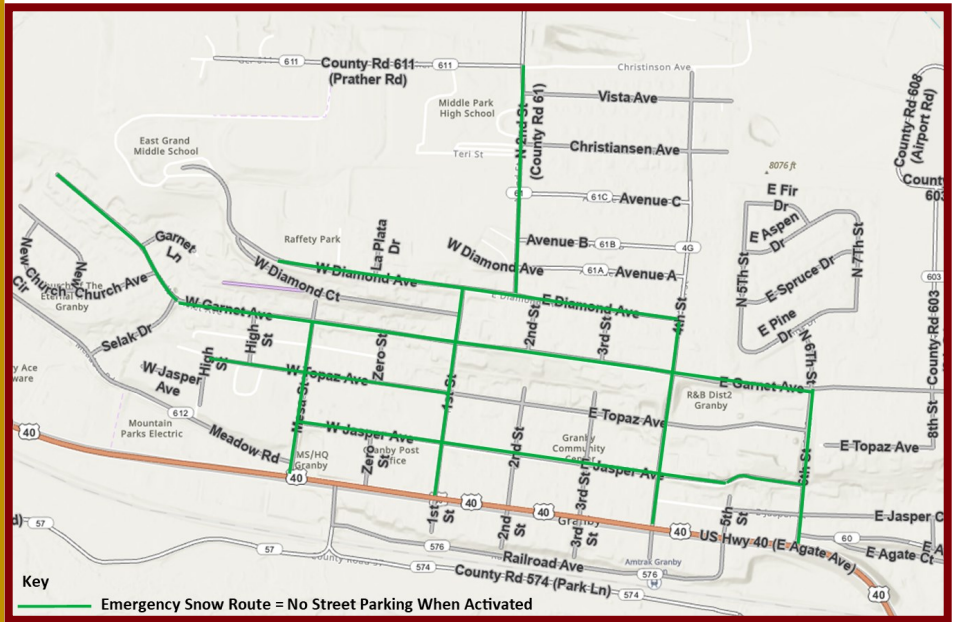 611
County Rd 611
(Prather Rd)
611
Christinson Ave
Vista Ave
Middle Park
High School
N 2nd St
(County Rd 61)
County Rd 608
(Airport Rd)
East Grand
Middle School
Teri St
Christiansen Ave
8076 ft
61
61C
Avenue C
E Fir
Dr
County
603
Garnet
Ln
Raffety Park
La-Plata
Dr
W Diamond Ave
Avenue B
61B
4G
E Aspen
Dr
N 7th St
New-Church
Cir
New-Church Ave
Granby
W Diamond Ct
W Diamond Ave
61A
Avenue A
N 5Th St
E Spruce Dr
603
W Garnet Ave
E Diamond Ave
4th St
E Pine
Dr
N 6Th St
County Rd 603
Selak Dr
High
St
High
St
Zero St
2nd St
3rd St
W Jasper
Ave
W Topaz Ave
1st St
E Garnet Ave
R&B Dist2
Granby
8th St
612
Mesa St
E Topaz Ave
Mountain
Parks Electric
Meadow Rd
W Jasper Ave
MS/HQ
Granby
Zero
St
2nd St
3rd St
Jasper Ave
E Topaz Ave
40
40
40
40
40
1st
St
2nd
St
3rd
St
5th
St
E Jasper C
57
57
US Hwy 40 (E Agate Ave)
60
E Agate Ct
576
Railroad Ave
Amtrak Granby
576
574
County Rd 574 (Park Ln)
574
40
Key
Emergency Snow Route = No Street Parking When Activated